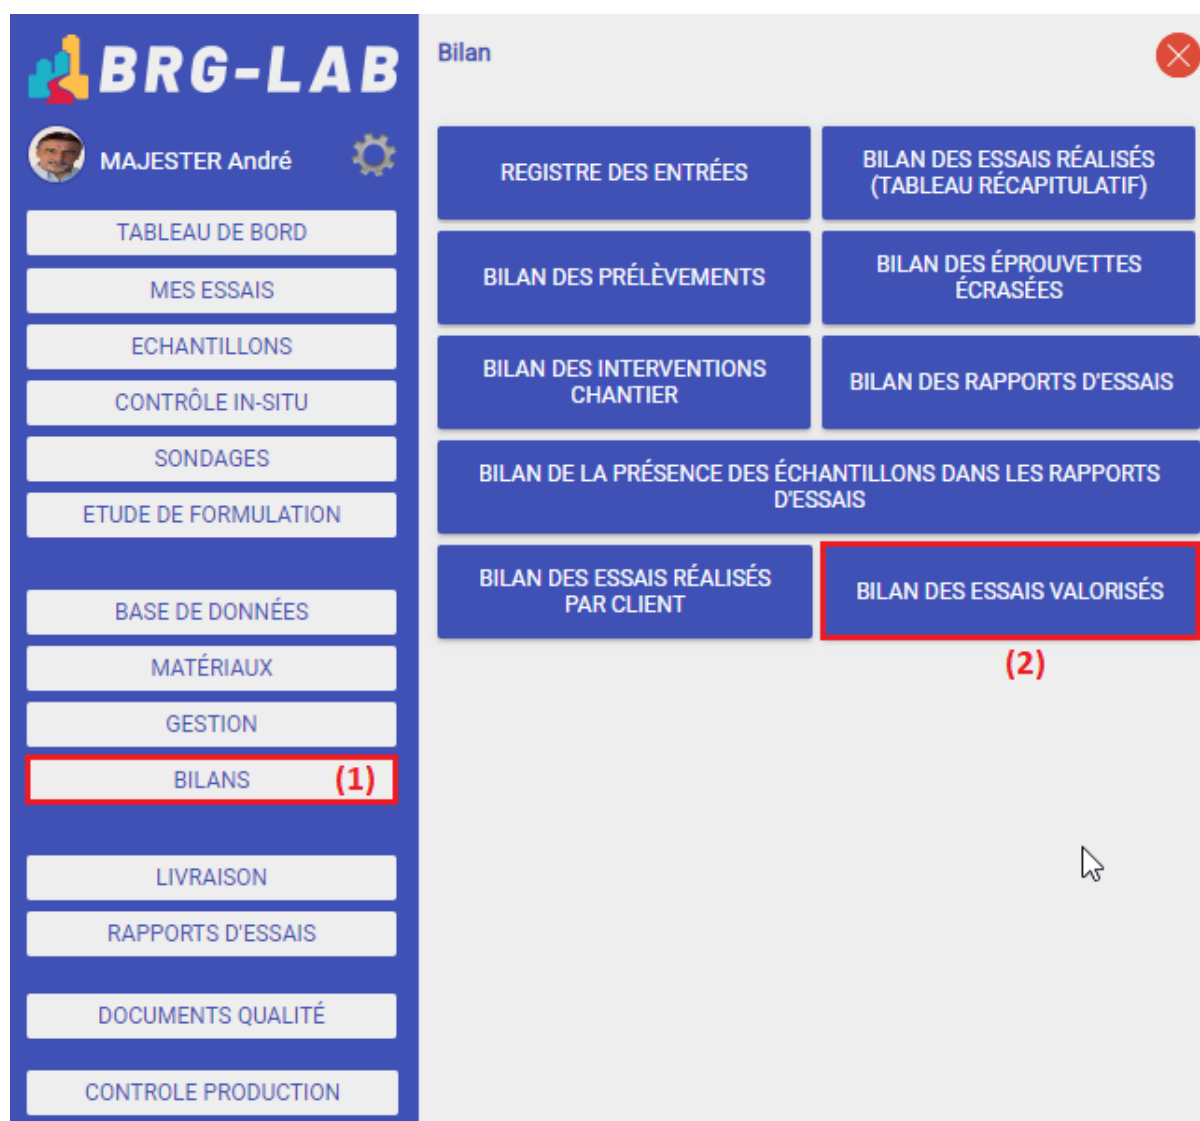 BRG-LAB
MAJESTER André
TABLEAU DE BORD
MES ESSAIS
ECHANTILLONS
CONTRÔLE IN-SITU
SONDAGES
ETUDE DE FORMULATION
BASE DE DONNÉES
MATÉRIAUX
GESTION
BILANS (1)
LIVRAISON
RAPPORTS D'ESSAIS
DOCUMENTS QUALITÉ
CONTROLE PRODUCTION
Bilan
REGISTRE DES ENTRÉES
BILAN DES ESSAIS RÉALISÉS
(TABLEAU RÉCAPITULATIF)
BILAN DES PRÉLÈVEMENTS
BILAN DES ÉPROUVETTES
ÉCRASÉES
BILAN DES INTERVENTIONS
CHANTIER
BILAN DES RAPPORTS D'ESSAIS
BILAN DE LA PRÉSENCE DES ÉCHANTILLONS DANS LES RAPPORTS
D'ESSAIS
BILAN DES ESSAIS RÉALISÉS
PAR CLIENT
BILAN DES ESSAIS VALORISÉS
(2)